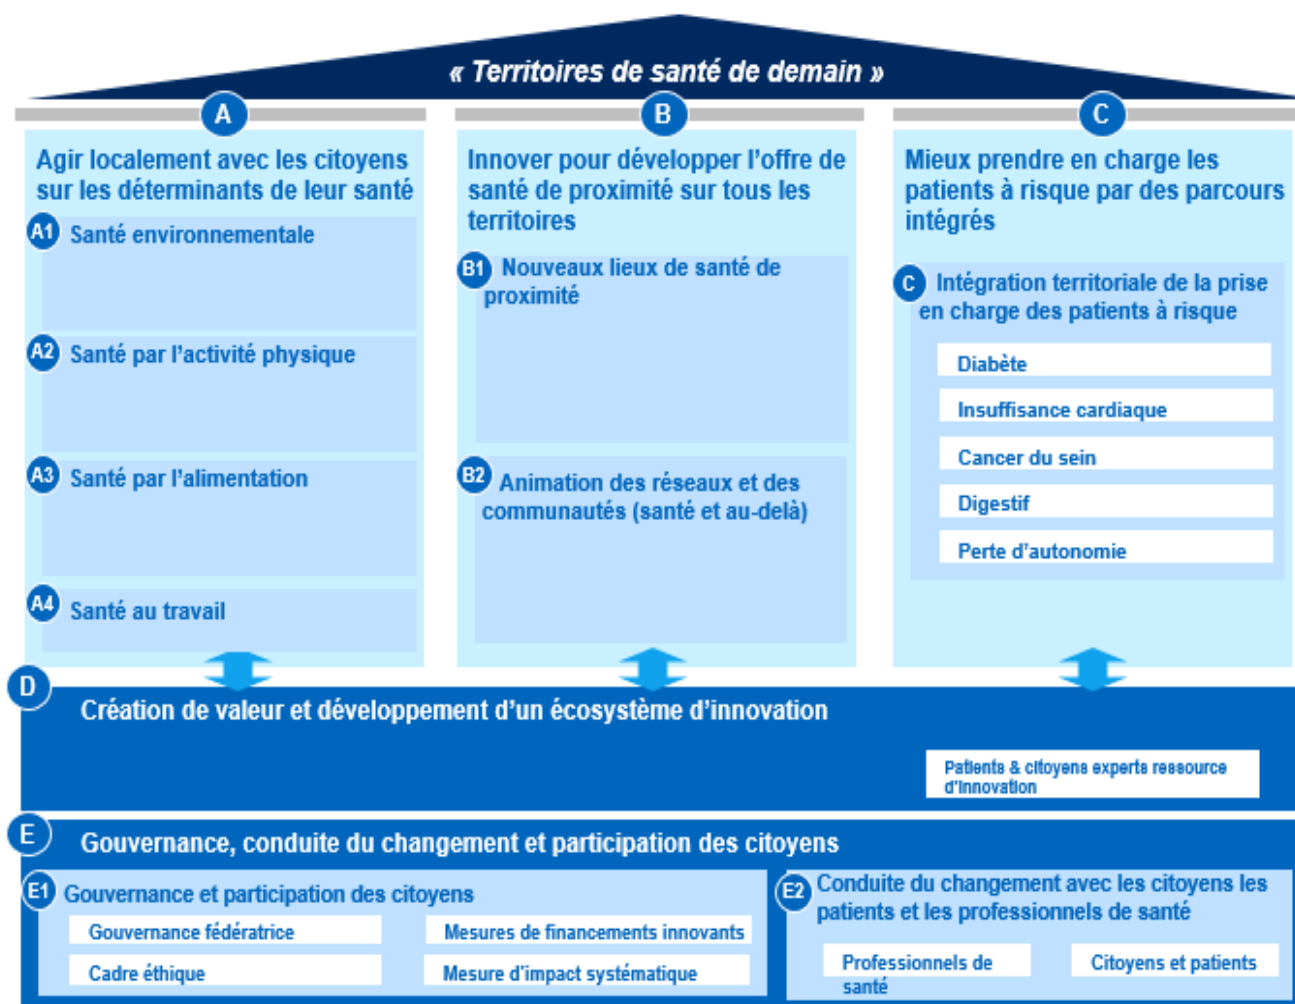 « Territoires de santé de demain »
A
Agir localement avec les citoyens
sur les déterminants de leur santé
A1 Santé environnementale
A2 Santé par l'activité physique
A3 Santé par l'alimentation
A4 Santé au travail
B
Innover pour développer l'offre de
santé de proximité sur tous les
territoires
B1 Nouveaux lieux de santé de
proximité
B2 Animation des réseaux et des
communautés (santé et au-delà)
C
Mieux prendre en charge les
patients à risque par des parcours
intégrés
C Intégration territoriale de la prise
en charge des patients à risque
Diabète
Insuffisance cardiaque
Cancer du sein
Digestif
Perte d'autonomie
D
Création de valeur et développement d'un écosystème d'innovation
Patients & citoyens experts ressource
d'innovation
E
Gouvernance, conduite du changement et participation des citoyens
E1 Gouvernance et participation des citoyens
Gouvernance fédératrice
Mesures de financements innovants
Cadre éthique
Mesure d'impact systématique
E2 Conduite du changement avec les citoyens les
patients et les professionnels de santé
Professionnels de
santé
Citoyens et patients